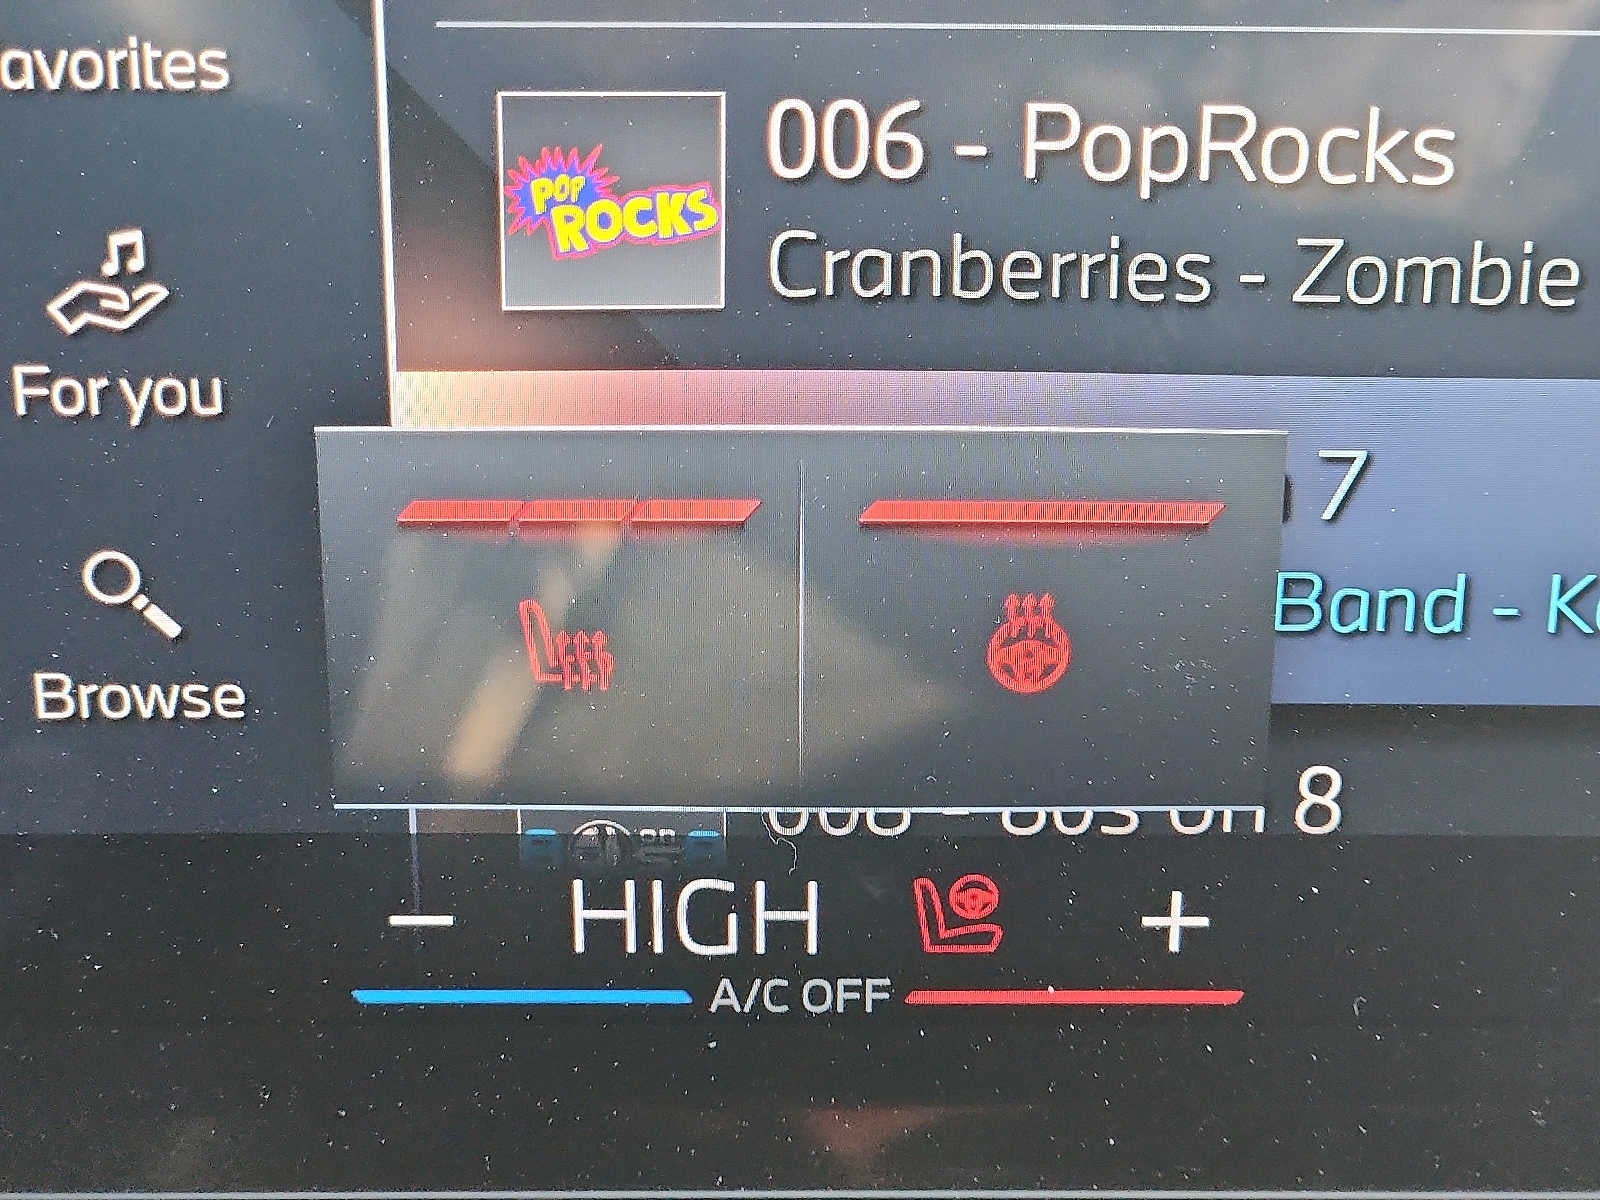 avorites
POP
ROCKS
006 - PopRocks
Cranberries - Zombie
For you
7
Band - K
Browse
8
HIGH
A/C OFF